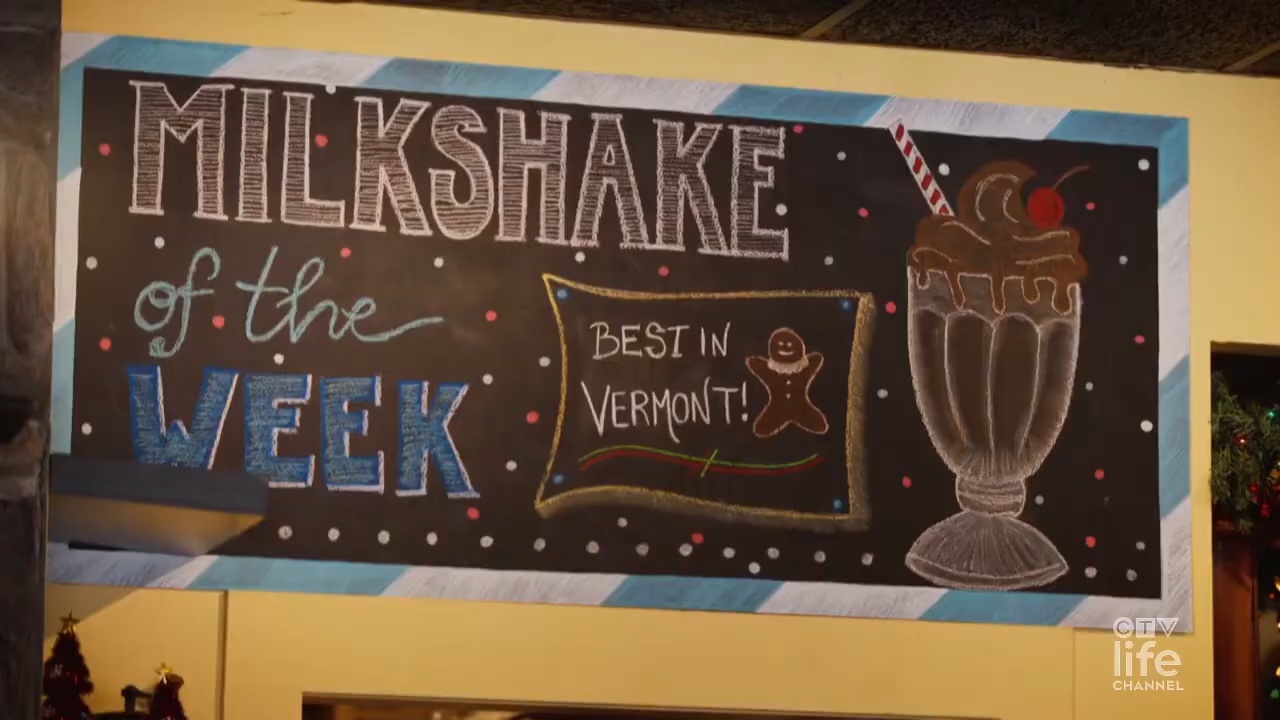 MILKSHAKE
of the
WEEK
BEST IN
VERMONT!
CTV
life
CHANNEL